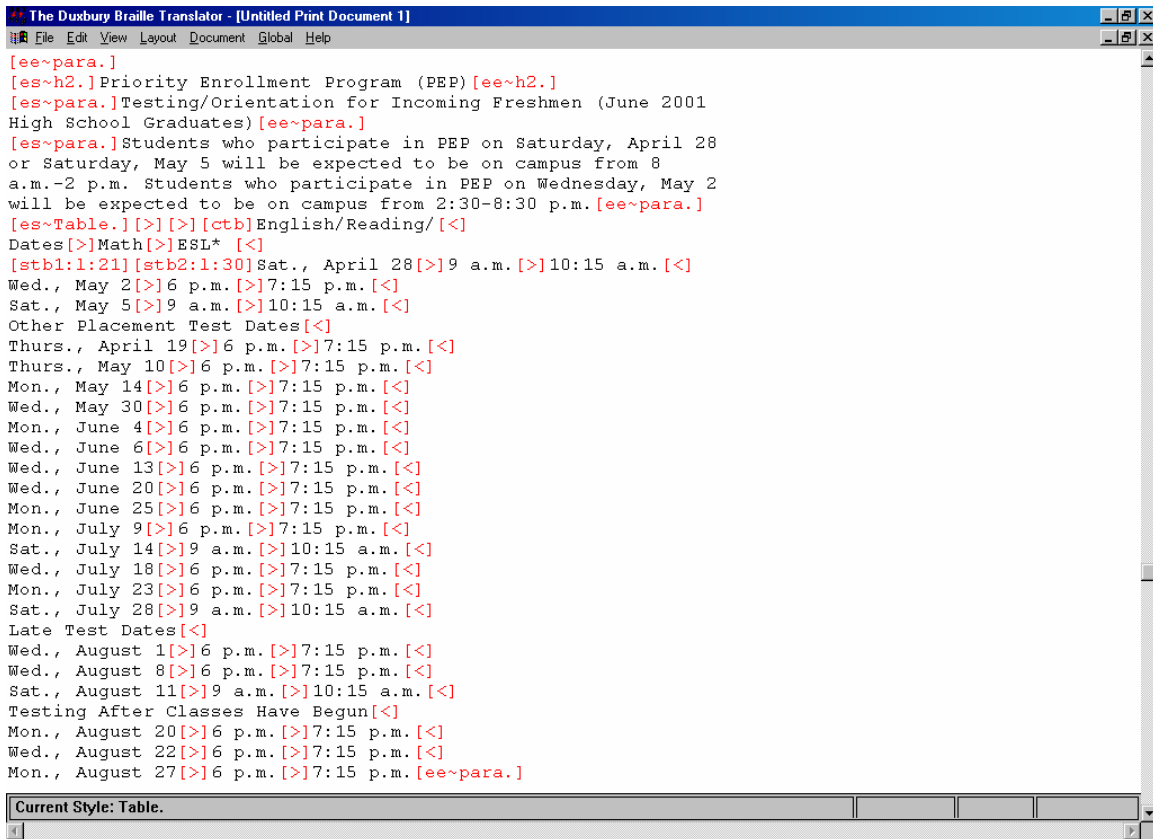 The Duxbury Braille Translator - [Untitled Print Document 1]
File Edit View Layout Document Global Help
[ee~para.]
[es~h2.]Priority Enrollment Program (PEP)[ee~h2.]
[es~para.]Testing/Orientation for Incoming Freshmen (June 2001
High School Graduates)[ee~para.]
[es~para.]Students who participate in PEP on Saturday, April 28
or Saturday, May 5 will be expected to be on campus from 8
a.m.-2 p.m. Students who participate in PEP on Wednesday, May 2
will be expected to be on campus from 2:30-8:30 p.m.[ee~para.]
[es~Table.][>][>][ctb]English/Reading/[<]
Dates[>]Math[>]ESL* [<]
[stb1:l:21][stb2:l:30]Sat., April 28[>]9 a.m.[>]10:15 a.m.[<]
Wed., May 2[>]6 p.m.[>]7:15 p.m.[<]
Sat., May 5[>]9 a.m.[>]10:15 a.m.[<]
Other Placement Test Dates[<]
Thurs., April 19[>]6 p.m.[>]7:15 p.m.[<]
Thurs., May 10[>]6 p.m.[>]7:15 p.m.[<]
Mon., May 14[>]6 p.m.[>]7:15 p.m.[<]
Wed., May 30[>]6 p.m.[>]7:15 p.m.[<]
Mon., June 4[>]6 p.m.[>]7:15 p.m.[<]
Wed., June 6[>]6 p.m.[>]7:15 p.m.[<]
Wed., June 13[>]6 p.m.[>]7:15 p.m.[<]
Wed., June 20[>]6 p.m.[>]7:15 p.m.[<]
Mon., June 25[>]6 p.m.[>]7:15 p.m.[<]
Mon., July 9[>]6 p.m.[>]7:15 p.m.[<]
Sat., July 14[>]9 a.m.[>]10:15 a.m.[<]
Wed., July 18[>]6 p.m.[>]7:15 p.m.[<]
Mon., July 23[>]6 p.m.[>]7:15 p.m.[<]
Sat., July 28[>]9 a.m.[>]10:15 a.m.[<]
Late Test Dates[<]
Wed., August 1[>]6 p.m.[>]7:15 p.m.[<]
Wed., August 8[>]6 p.m.[>]7:15 p.m.[<]
Sat., August 11[>]9 a.m.[>]10:15 a.m.[<]
Testing After Classes Have Begun[<]
Mon., August 20[>]6 p.m.[>]7:15 p.m.[<]
Wed., August 22[>]6 p.m.[>]7:15 p.m.[<]
Mon., August 27[>]6 p.m.[>]7:15 p.m.[ee~para.]
Current Style: Table.